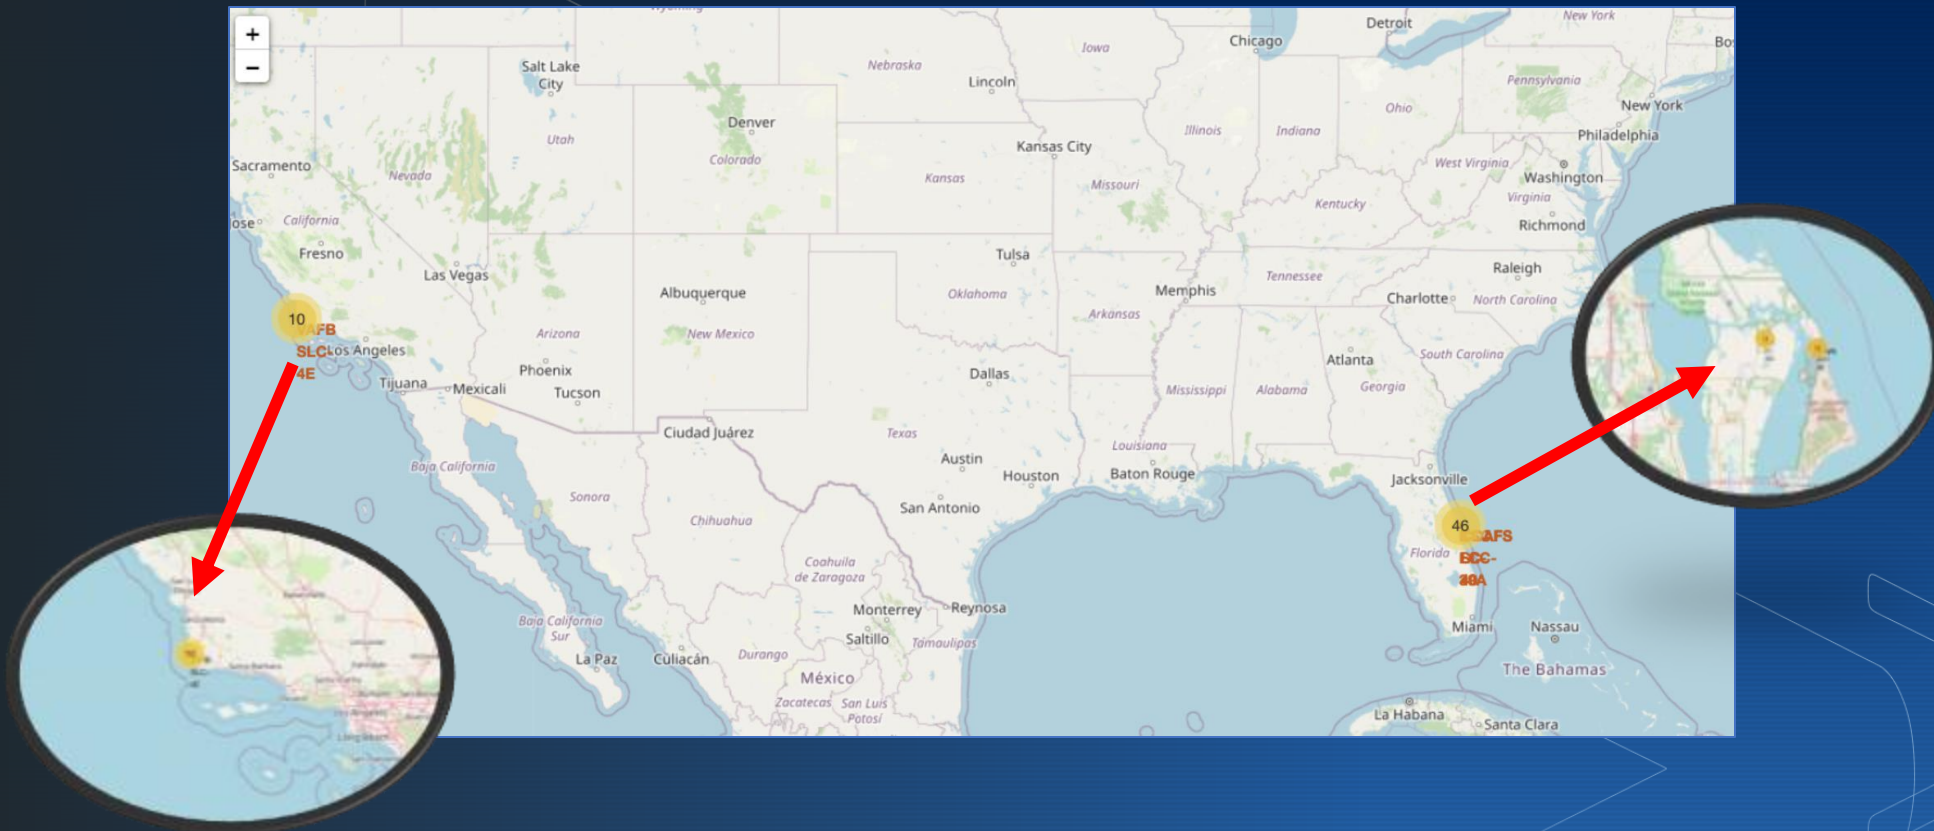 +
−
Wyoming
Detroit
New York
Chicago
Iowa
Bos
Salt Lake
City
Nebraska
Lincoln
Pennsylvania
New York
Denver
Ohio
Philadelphia
Utah
Illinois
Indiana
Kansas City
Colorado
West Virginia
Sacramento
Nevada
Kansas
Missouri
Washington
Virginia
Kentucky
ose
California
Richmond
Fresno
Tulsa
Las Vegas
Raleigh
Tennessee
Albuquerque
Oklahoma
Memphis
Charlotte
North Carolina
10
AFB
SLC-
4E
Los Angeles
Arizona
New Mexico
Arkansas
Atlanta
South Carolina
Phoenix
Dallas
Tijuana
Mexicali
Tucson
Mississippi
Alabama
Georgia
Ciudad Juárez
Texas
Louisiana
Baja California
Austin
Houston
Baton Rouge
Jacksonville
Sonora
San Antonio
Chihuahua
46
AFS
Florida
Coahuila
de Zaragoza
Monterrey
Reynosa
Baja California
Sur
Saltillo
Tamaulipas
Miami
Nassau
La Paz
Culiacán
Durango
México
The Bahamas
Zacatecas
San Luis
Potosí
La Habana
Santa Clara